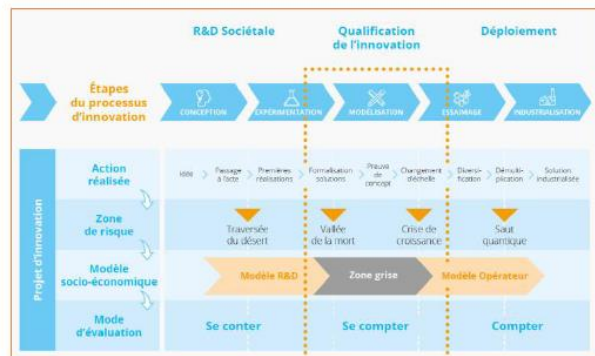 R&D Sociétale
Qualification
de l'innovation
Déploiement
Étapes
du processus
d'innovation
CONCEPTION
EXPÉRIMENTATION
MODÉLISATION
ESSAIMAGE
INDUSTRIALISATION
Projet d'innovation
Action
réalisée
Idée
Passage
à l'acte
Premières
réalisations
Formalisation
solutions
Preuve
de
concept
Changement
d'échelle
Diversi-
fication
Démulti-
plication
Solution
industrialisée
Zone
de risque
Traversée
du désert
Vallée
de la mort
Crise de
croissance
Saut
quantique
Modèle
socio-économique
Modèle R&D
Zone grise
Modèle Opérateur
Mode
d'évaluation
Se conter
Se compter
Compter